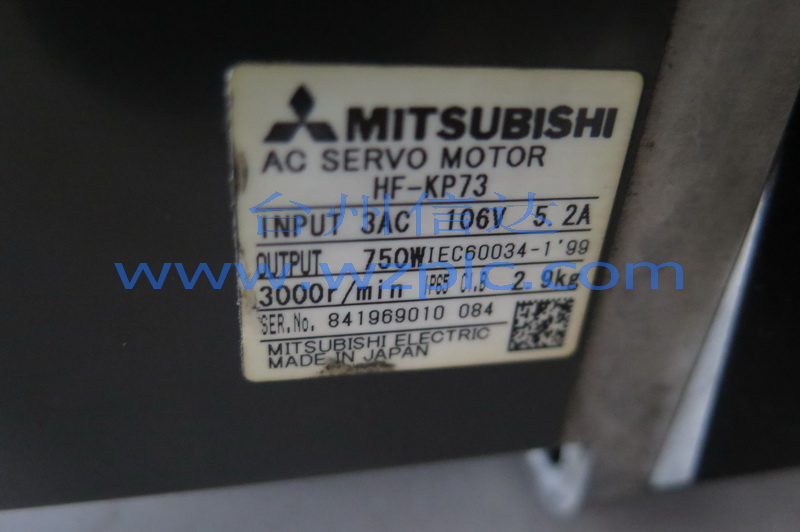 MITSUBISHI
AC SERVO MOTOR
HF-KP73
INPUT 3AC 106V 5.2A
台州信达
OUTPUT 750W IEC60034-1'99
www.wzplc.com
3000r/min IP65 Cl.B 2.9kg
SER.No. 841969010 084
MITSUBISHI ELECTRIC
MADE IN JAPAN